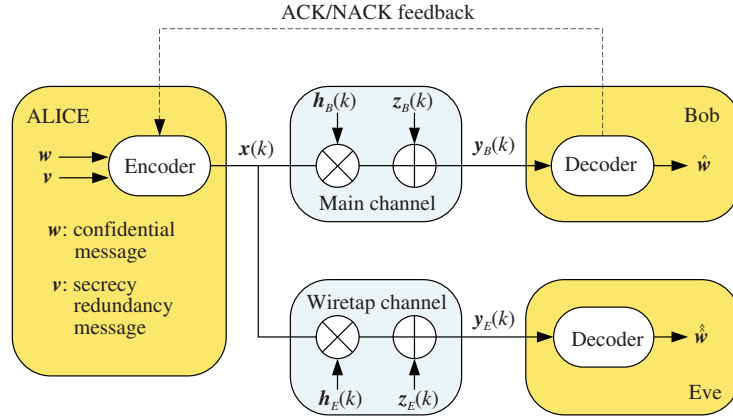 ACK/NACK feedback
ALICE
w
v
Encoder
x(k)
w: confidential
message
v: secrecy
redundancy
message
h_B(k)
z_B(k)
Main channel
y_B(k)
Bob
Decoder
ŵ
Wiretap channel
h_E(k)
z_E(k)
y_E(k)
Decoder
ŵ̂
Eve